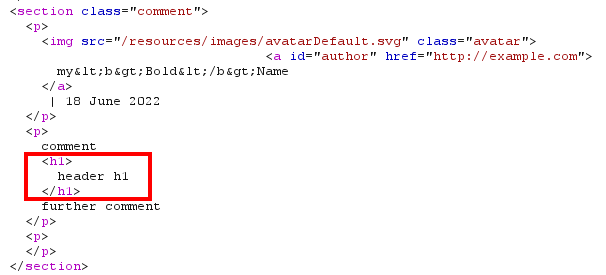 <section class="comment">
<p>
<img src="/resources/images/avatarDefault.svg" class="avatar">
<a id="author" href="http://example.com">
my&lt;b&gt;Bold&lt;/b&gt;Name
</a>
| 18 June 2022
</p>
<p>
comment
<h1>
header h1
</h1>
further comment
</p>
<p>
</p>
</section>